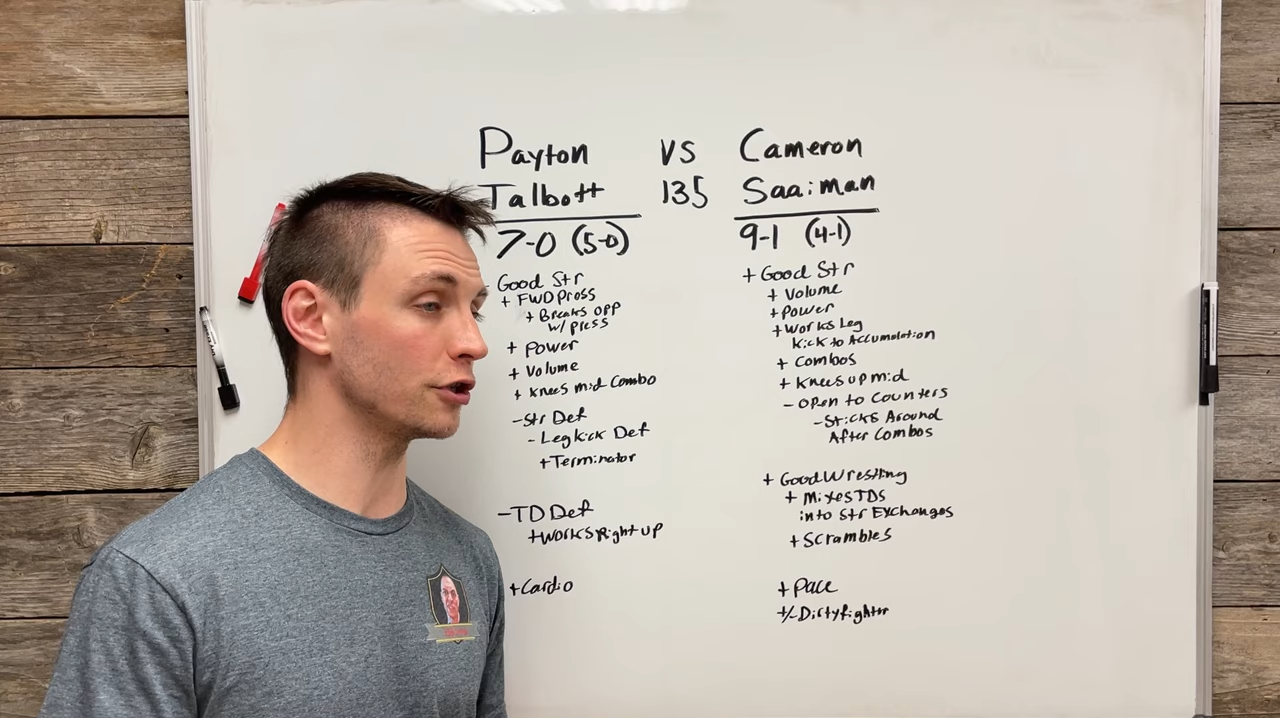 Payton
Talbott
7-0 (5-0)
Good Str
+ FWD Press
+ Breaks opp
w/ press
+ Power
+ Volume
+ Knees mid Combo
- Str Def
- Leg kick Def
+ Terminator
- TD Def
+ Works Right up
+ Cardio
VS
135
Cameron
Saaiman
9-1 (4-1)
+ Good Str
+ Volume
+ Power
+ Works Leg
kick to Accumulation
+ Combos
+ Knees up mid
- Open to Counters
- Sticks Around
After Combos
+ Good Wrestling
+ Mixes TDs
into Str Exchanges
+ Scrambles
+ Pace
+/- Dirty fighter